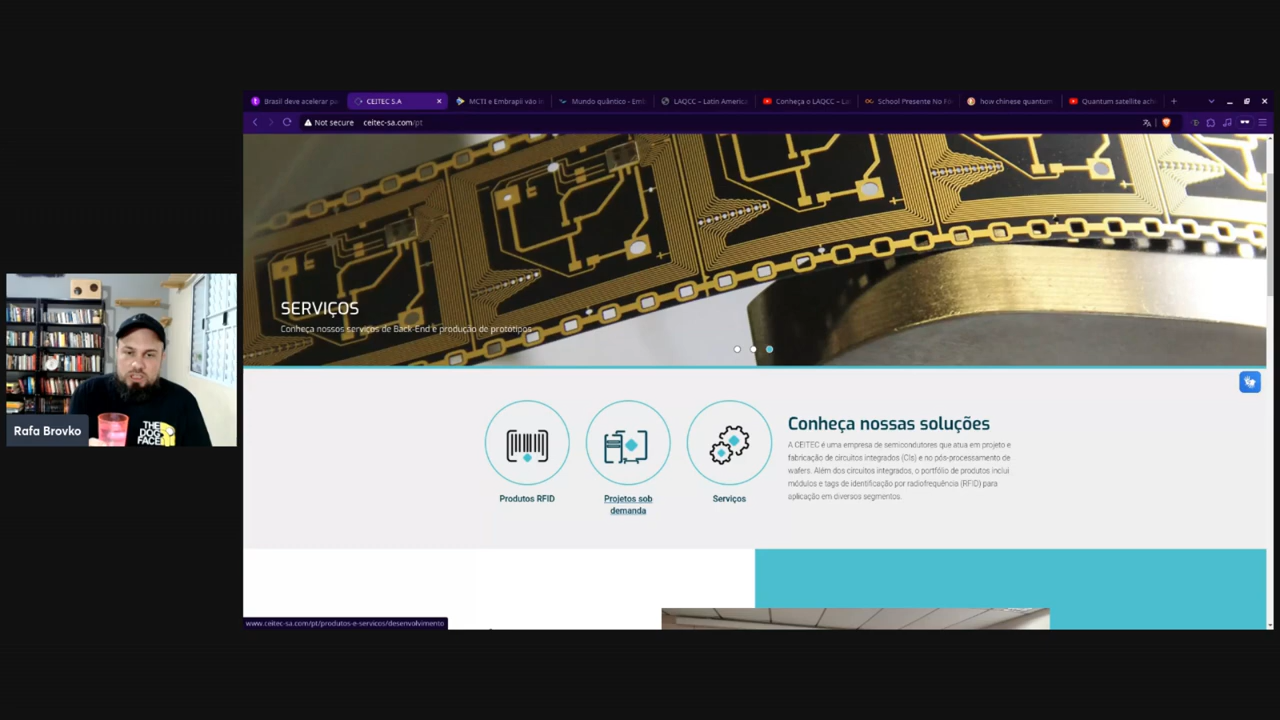 Brasil deve acelerar pa
CEITEC S.A
MCTI e Embrapii vão in
Mundo quântico – Emb
LAQCC – Latin America
Conheça o LAQCC – La
School Presente No Fo
how chinese quantum
Quantum satellite ach
Not secure
ceitec-sa.com/pt
SERVIÇOS
Conheça nossos serviços de Back-End e produção de protótipos
Rafa Brovko
THE
DOG
FACE
Produtos RFID
Projetos sob
demanda
Serviços
Conheça nossas soluções
A CEITEC é uma empresa de semicondutores que atua em projeto e
fabricação de circuitos integrados (CIs) e no pós-processamento de
wafers. Além dos circuitos integrados, o portfólio de produtos inclui
módulos e tags de identificação por radiofrequência (RFID) para
aplicação em diversos segmentos.
www.ceitec-sa.com/pt/produtos-e-servicos/desenvolvimento